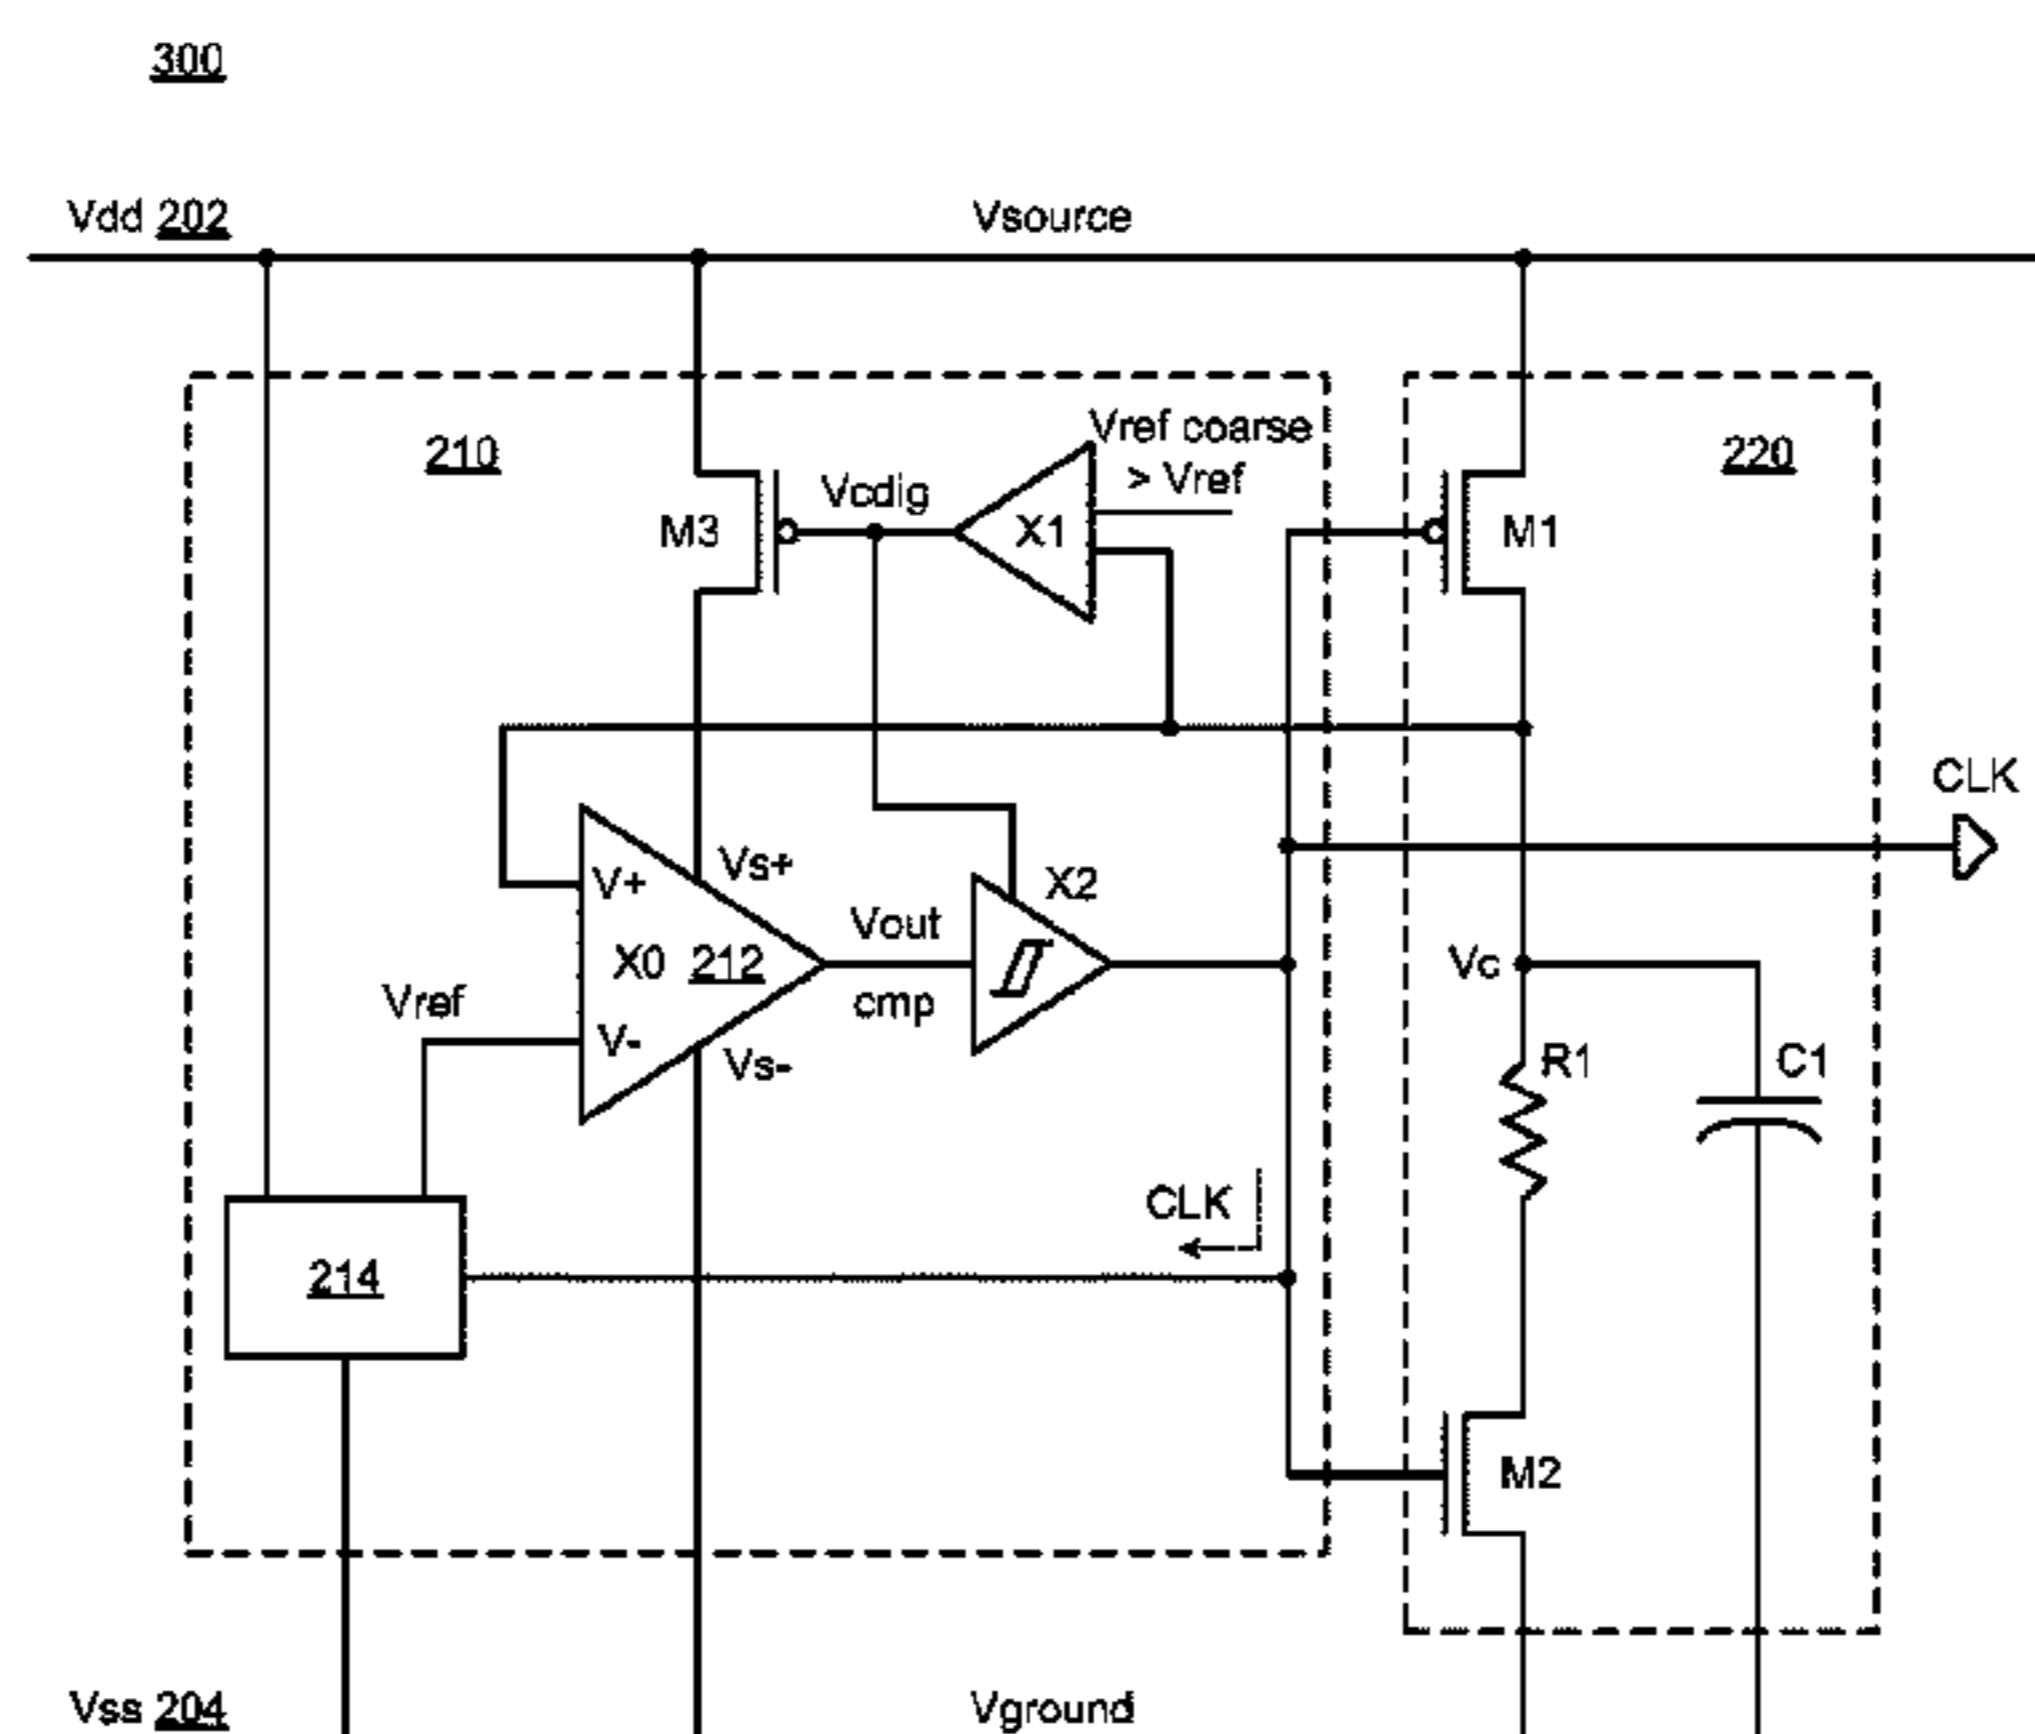 300
Vdd 202
Vsource
210
Vref coarse
> Vref
220
Vcdig
M3
X1
M1
CLK
Vs+
V+
X2
Vout
X0 212
Vc
Vref
cmp
V-
Vs-
R1
C1
CLK
214
M2
Vss 204
Vground